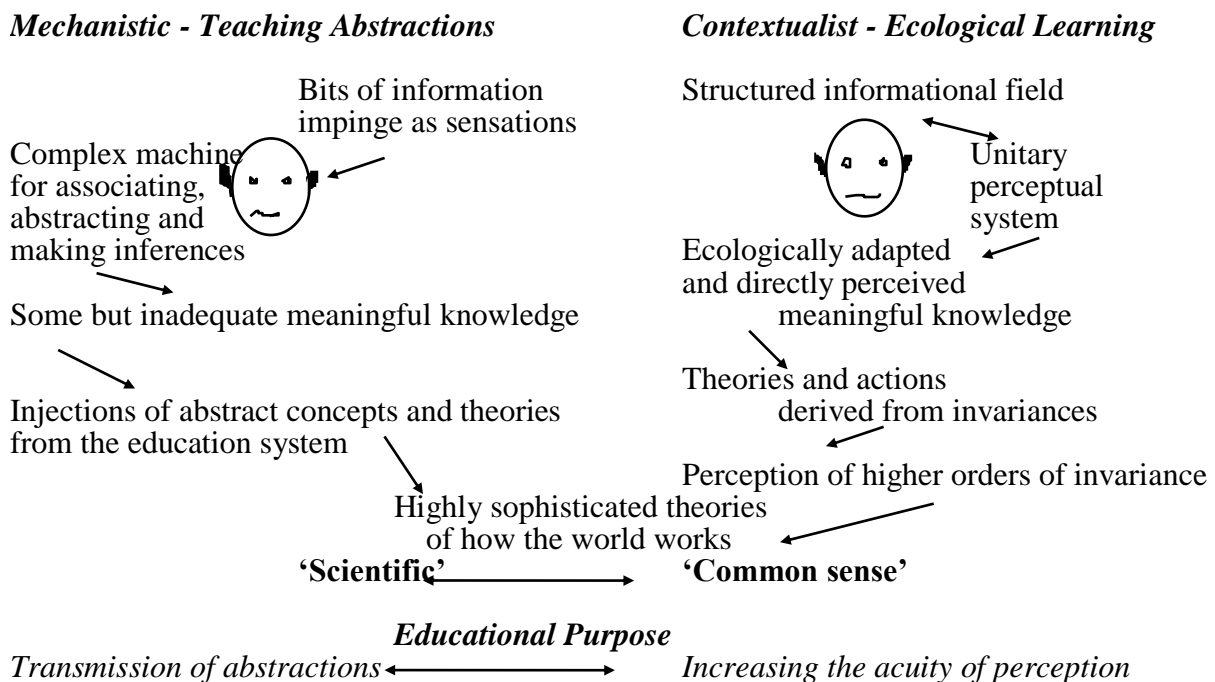 Mechanistic - Teaching Abstractions
Contextualist - Ecological Learning
Bits of information
impinge as sensations
Complex machine
for associating,
abstracting and
making inferences
Some but inadequate meaningful knowledge
Injections of abstract concepts and theories
from the education system
Structured informational field
Unitary
perceptual
system
Ecologically adapted
and directly perceived
meaningful knowledge
Theories and actions
derived from invariances
Perception of higher orders of invariance
Highly sophisticated theories
of how the world works
‘Scientific’
‘Common sense’
Educational Purpose
Transmission of abstractions
Increasing the acuity of perception